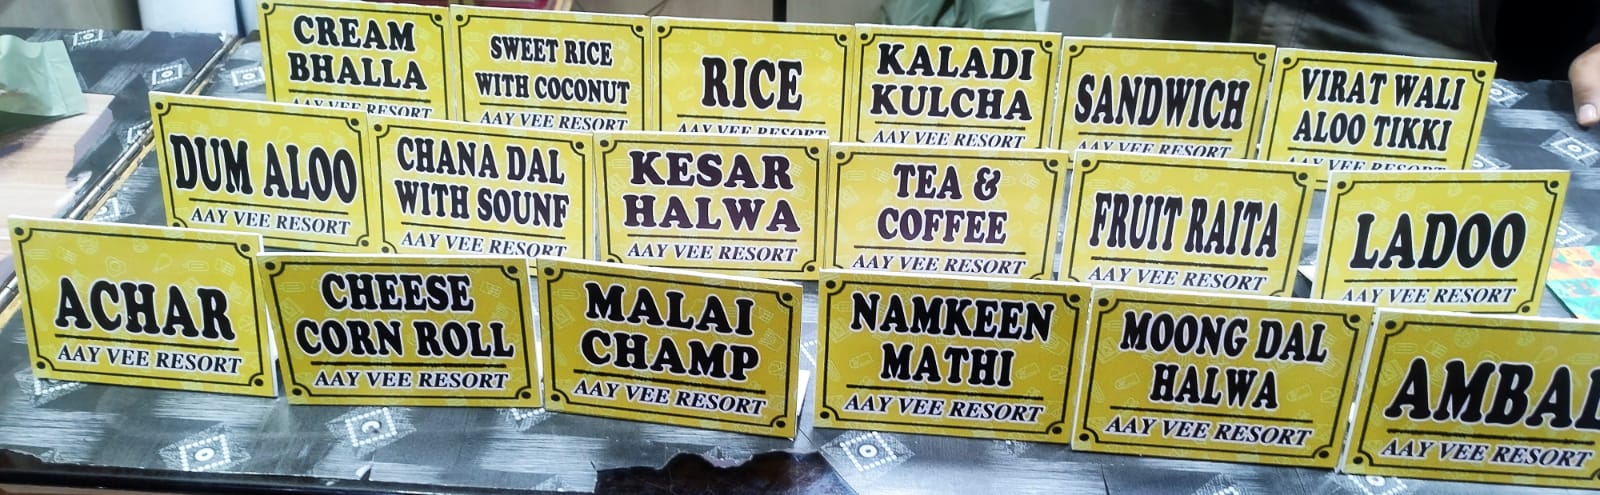 CREAM
BHALLA
AAY VEE RESORT
SWEET RICE
WITH COCONUT
AAY VEE RESORT
RICE
AAY VEE RESORT
KALADI
KULCHA
AAY VEE RESORT
SANDWICH
AAY VEE RESORT
VIRAT WALI
ALOO TIKKI
AAY VEE RESORT
DUM ALOO
AAY VEE RESORT
CHANA DAL
WITH SOUNF
AAY VEE RESORT
KESAR
HALWA
AAY VEE RESORT
TEA &
COFFEE
AAY VEE RESORT
FRUIT RAITA
AAY VEE RESORT
LADOO
AAY VEE RESORT
ACHAR
AAY VEE RESORT
CHEESE
CORN ROLL
AAY VEE RESORT
MALAI
CHAMP
AAY VEE RESORT
NAMKEEN
MATHI
AAY VEE RESORT
MOONG DAL
HALWA
AAY VEE RESORT
AAY VEE RESORT